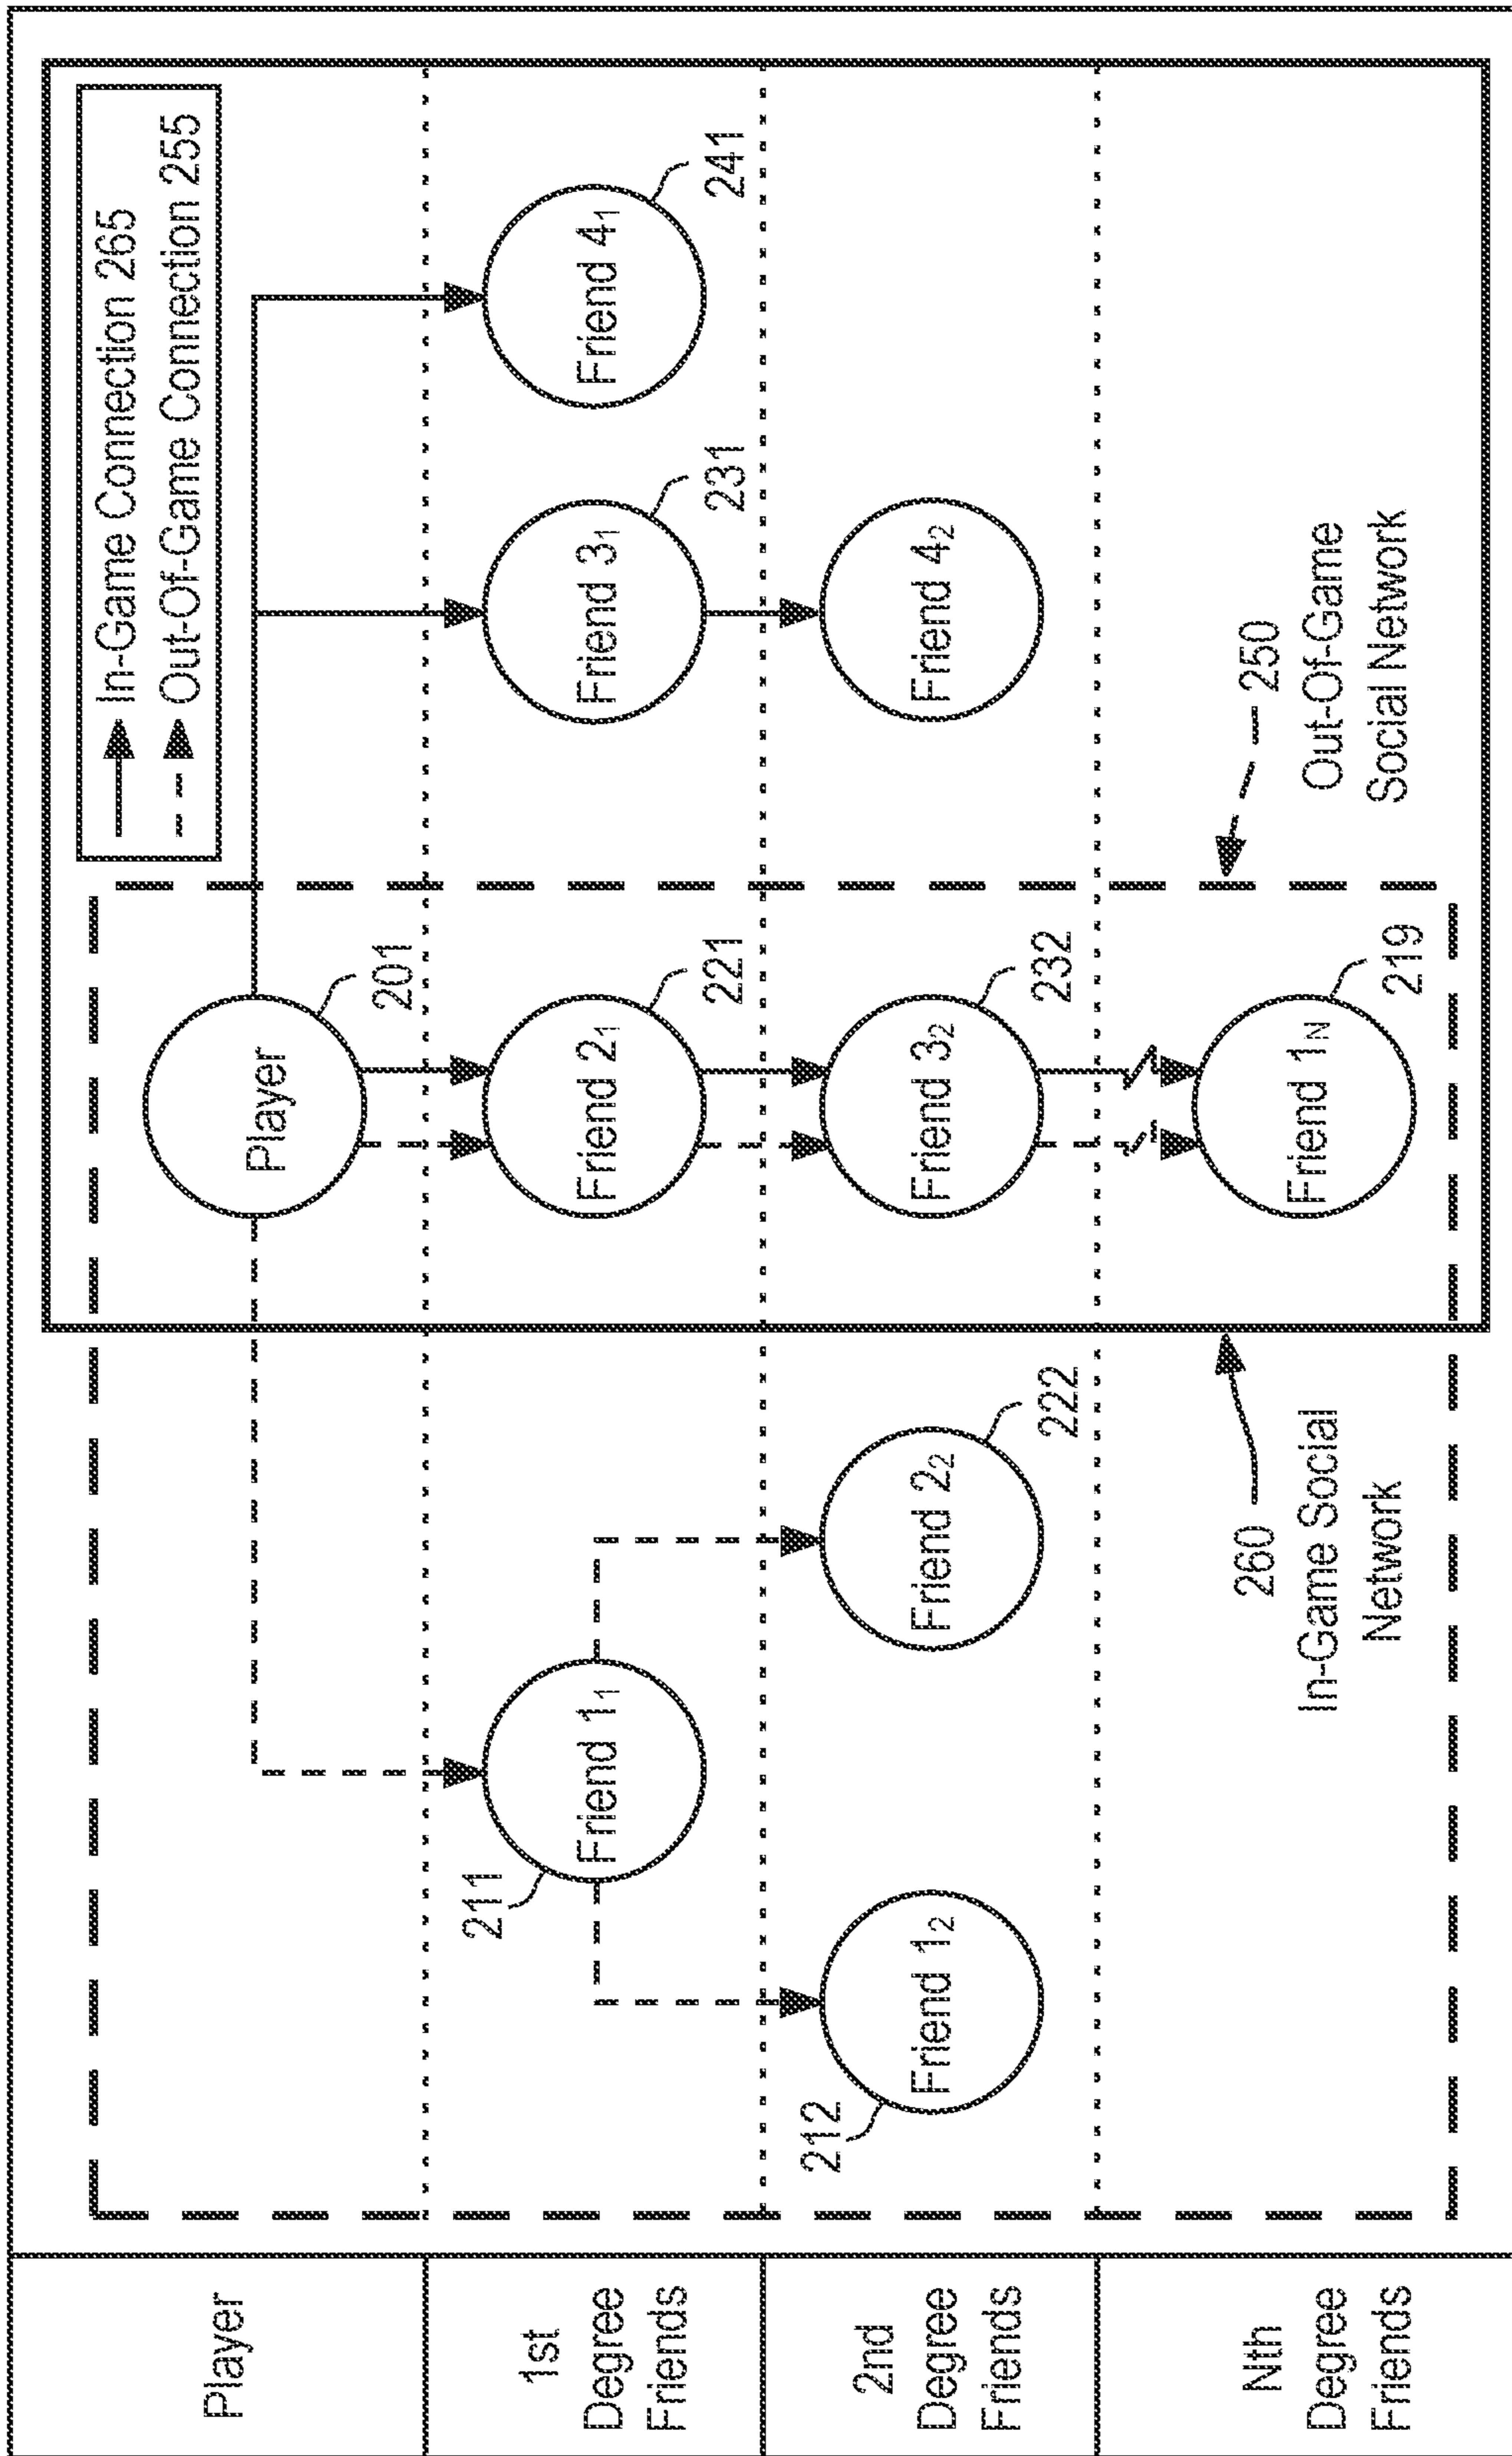 Player
1st
Degree
Friends
2nd
Degree
Friends
Nth
Degree
Friends
In-Game Connection 265
Out-Of-Game Connection 255
Player
201
211
Friend 1₁
Friend 2₁
221
Friend 3₁
231
Friend 4₁
241
212
Friend 1₂
Friend 2₂
222
Friend 3₂
232
Friend 4₂
260
In-Game Social
Network
Friend 1N
219
250
Out-Of-Game
Social Network